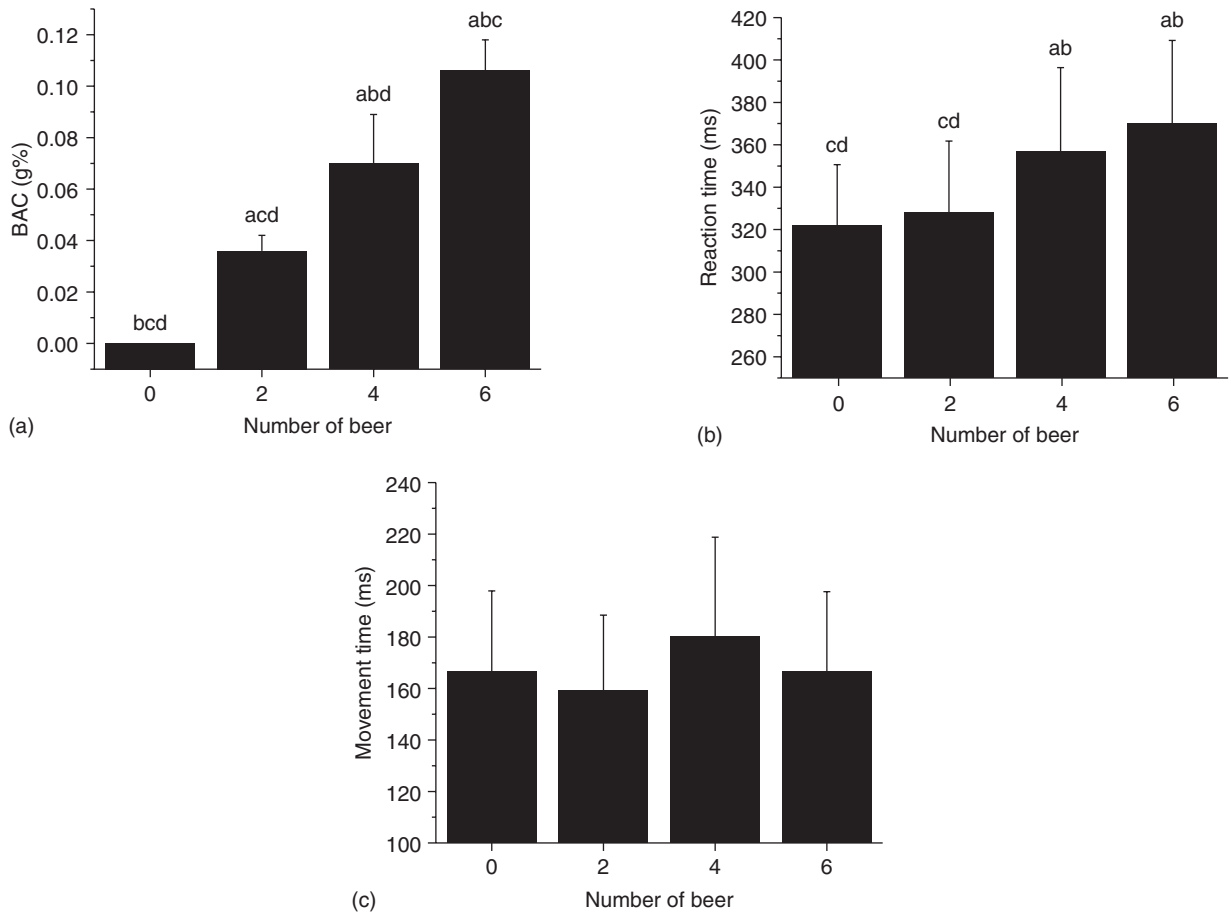 BAC (g%)
0.12
0.10
0.08
0.06
0.04
0.02
0.00
bcd
acd
abd
abc
0
2
4
6
Number of beer
(a)
Reaction time (ms)
420
400
380
360
340
320
300
280
260
cd
cd
ab
ab
0
2
4
6
Number of beer
(b)
Movement time (ms)
240
220
200
180
160
140
120
100
0
2
4
6
Number of beer
(c)